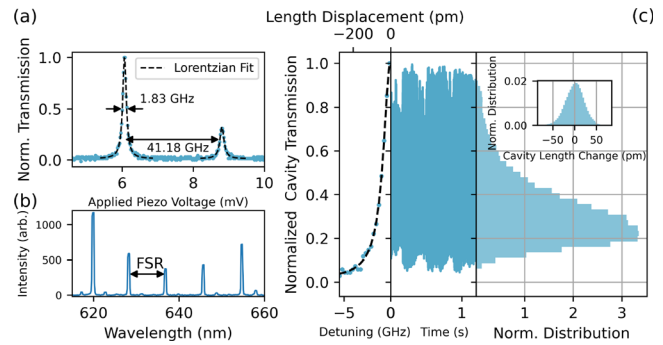 (a)
Norm. Transmission
1.0
0.5
0.0
Lorentzian Fit
1.83 GHz
41.18 GHz
6
8
10
Applied Piezo Voltage (mV)
(b)
Intensity (arb.)
1000
500
0
FSR
620
640
660
Wavelength (nm)
Length Displacement (pm)
−200
0
(c)
Normalized Cavity Transmission
1.0
0.8
0.6
0.4
0.2
0.0
−5
0
0
1
Detuning (GHz)
Time (s)
Norm. Distribution
0.02
0.01
0.00
−50
0
50
Cavity Length Change (pm)
1
2
3
Norm. Distribution